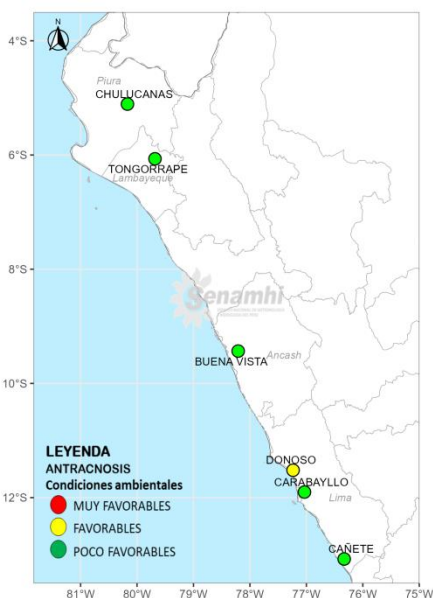 N
4°S
Piura
CHULUCANAS
6°S
TONGORRAPE
Lambayeque
8°S
Senamhi
BUENA VISTA
Ancash
10°S
LEYENDA
ANTRACNOSIS
Condiciones ambientales
MUY FAVORABLES
FAVORABLES
POCO FAVORABLES
DONOSO
CARABAYLLO
12°S
Lima
CAÑETE
81°W 80°W 79°W 78°W 77°W 76°W 75°W